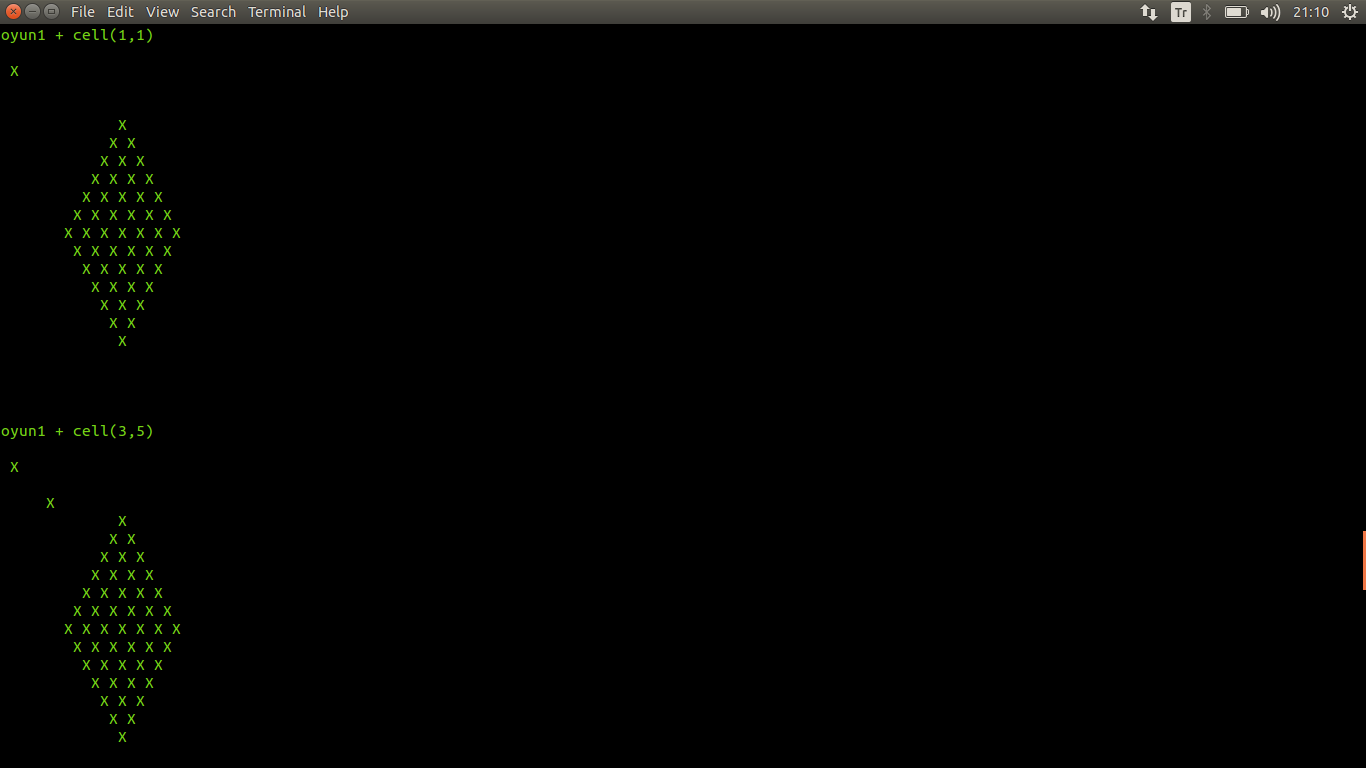 File Edit View Search Terminal Help Tr 21:10
oyun1 + cell(1,1)
 X
             X
            X X
           X X X
          X X X X
         X X X X X
        X X X X X X
       X X X X X X X
        X X X X X X
         X X X X X
          X X X X
           X X X
            X X
             X
oyun1 + cell(3,5)
 X
     X
             X
            X X
           X X X
          X X X X
         X X X X X
        X X X X X X
       X X X X X X X
        X X X X X X
         X X X X X
          X X X X
           X X X
            X X
             X